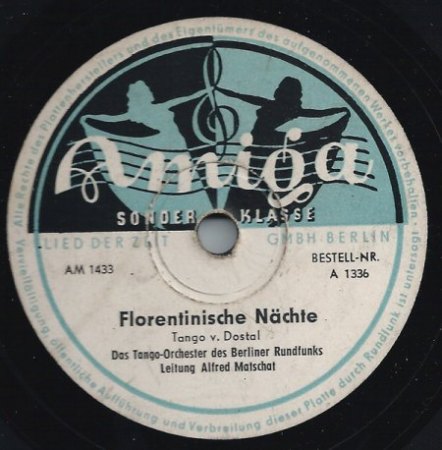 Alle Rechte des Plattenherstellers und des Eigentümers des aufgenommenen Werkes vorbehalten.
Amiga
SONDER KLASSE
LIED DER ZEIT GMBH BERLIN
AM 1433
BESTELL-NR.
A 1336
Florentinische Nächte
Tango v. Dostal
Das Tango-Orchester des Berliner Rundfunks
Leitung Alfred Matschat
öffentliche Aufführung und Verbreitung dieser Platte durch Rundfunk ist untersagt